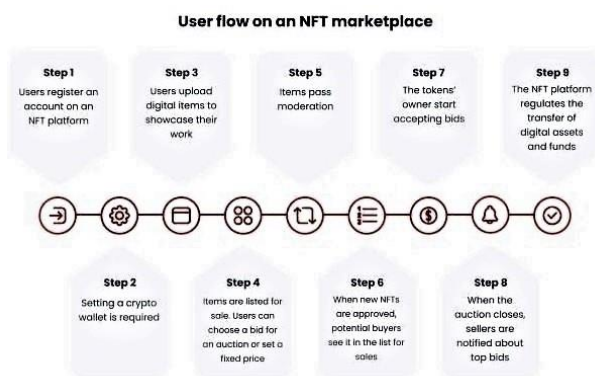 User flow on an NFT marketplace
Step 1
Users register an
account on an
NFT platform
Step 3
Users upload
digital items to
showcase their
work
Step 5
Items pass
moderation
Step 7
The tokens'
owner start
accepting bids
Step 9
The NFT platform
regulates the
transfer of
digital assets
and funds
Step 2
Setting a crypto
wallet is required
Step 4
Items are listed for
sale. Users can
choose a bid for
an auction or set a
fixed price
Step 6
When new NFTs
are approved,
potential buyers
see it in the list for
sales
Step 8
When the
auction closes,
sellers are
notified about
top bids